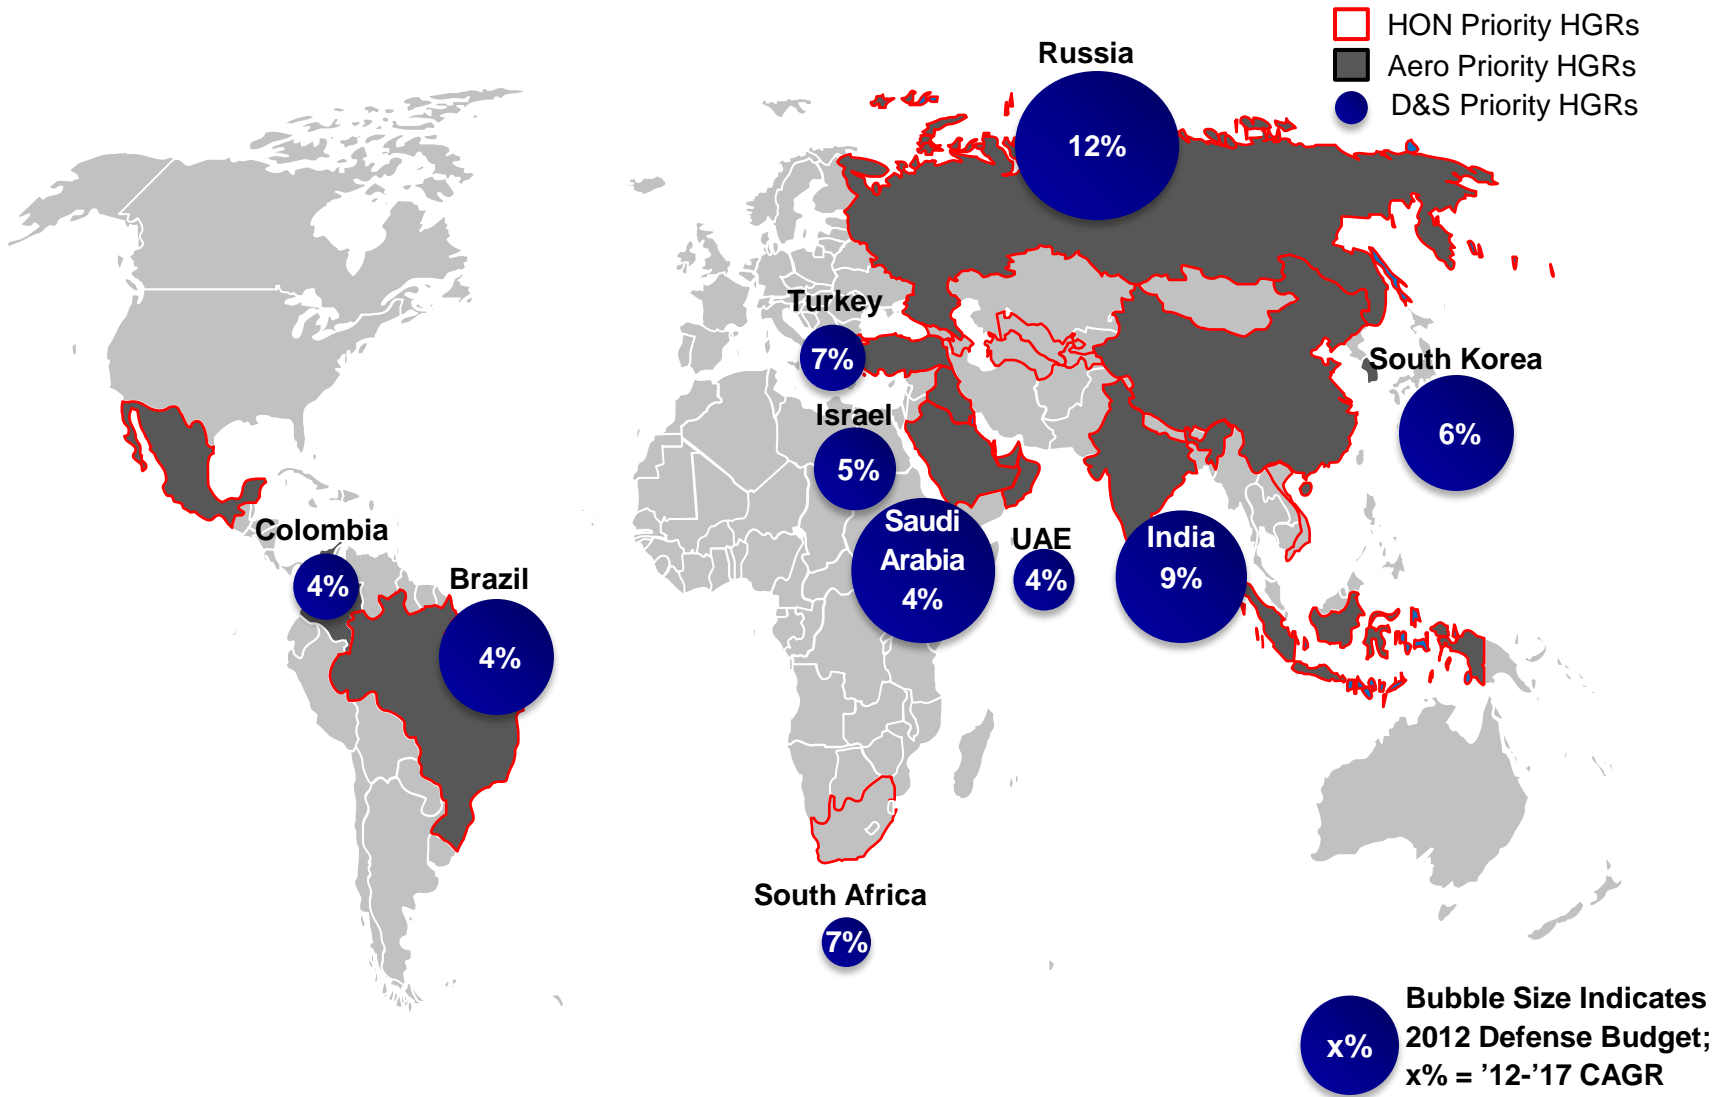 HON Priority HGRs
Aero Priority HGRs
D&S Priority HGRs
Russia
12%
Turkey
7%
South Korea
6%
Israel
5%
Saudi
Arabia
4%
UAE
4%
India
9%
Colombia
4%
Brazil
4%
South Africa
7%
x%
Bubble Size Indicates
2012 Defense Budget;
x% = ’12-’17 CAGR